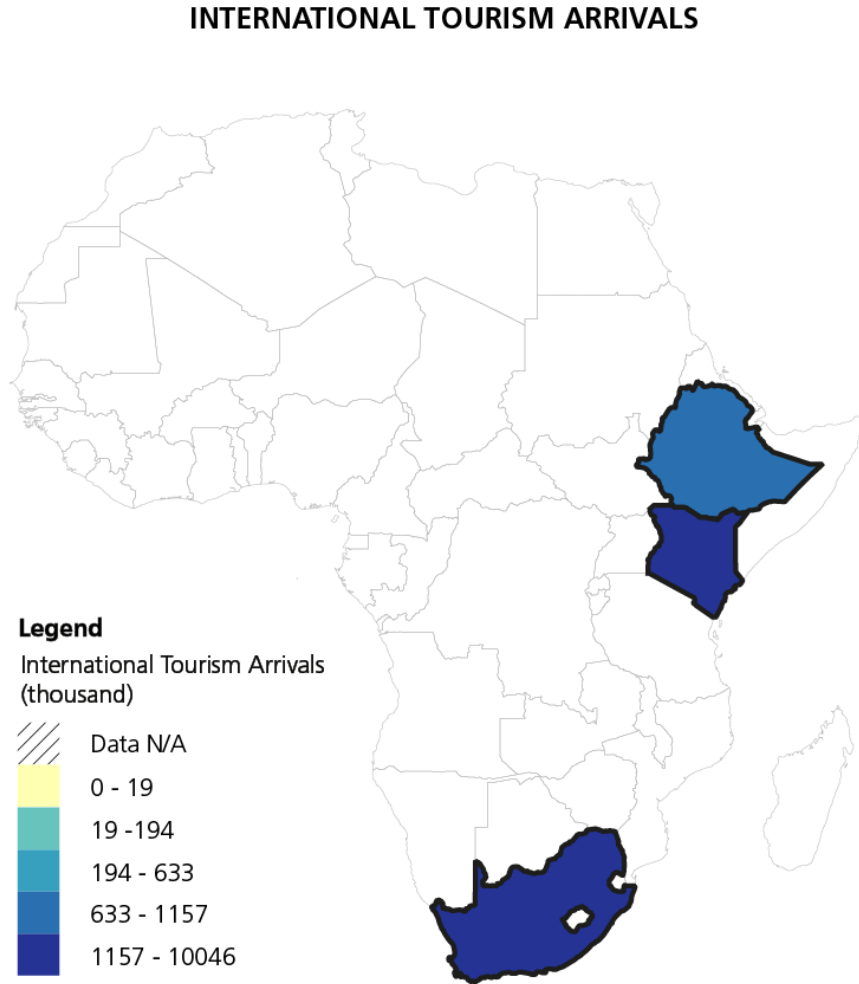 INTERNATIONAL TOURISM ARRIVALS
Legend
International Tourism Arrivals
(thousand)
Data N/A
0 - 19
19 -194
194 - 633
633 - 1157
1157 - 10046